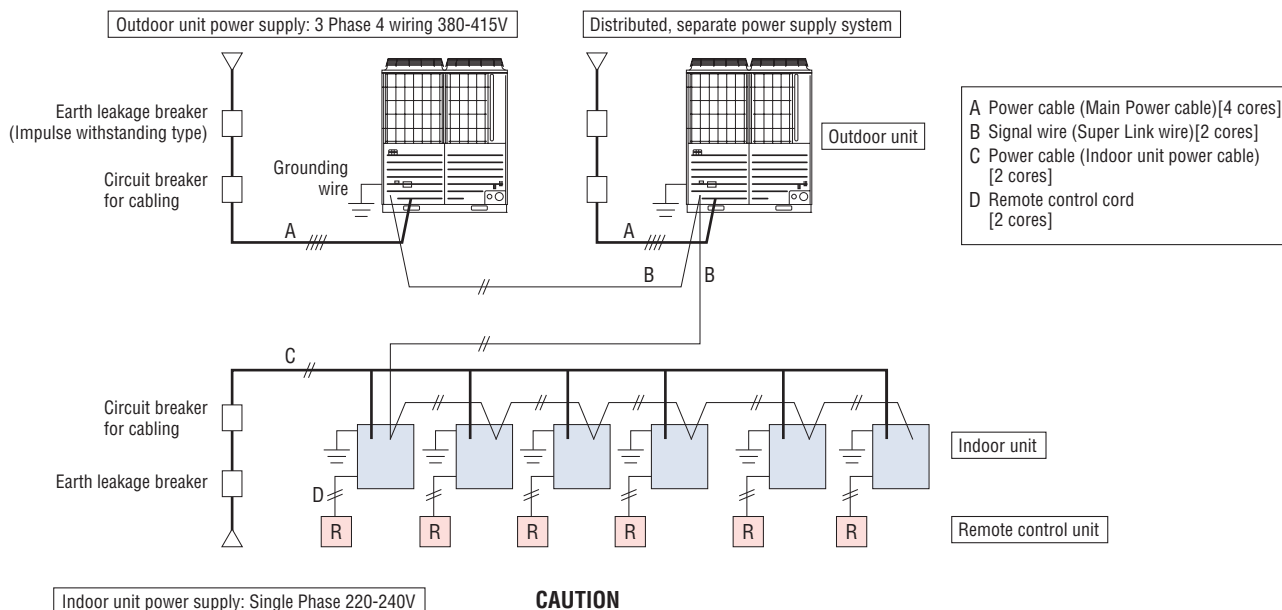 Outdoor unit power supply: 3 Phase 4 wiring 380-415V
Distributed, separate power supply system
Earth leakage breaker
(Impulse withstanding type)
Circuit breaker
for cabling
Grounding
wire
Outdoor unit
A Power cable (Main Power cable)[4 cores]
B Signal wire (Super Link wire)[2 cores]
C Power cable (Indoor unit power cable)
[2 cores]
D Remote control cord
[2 cores]
A
A
B
B
C
Circuit breaker
for cabling
Earth leakage breaker
Indoor unit
D
R
R
R
R
R
R
Remote control unit
Indoor unit power supply: Single Phase 220-240V
CAUTION